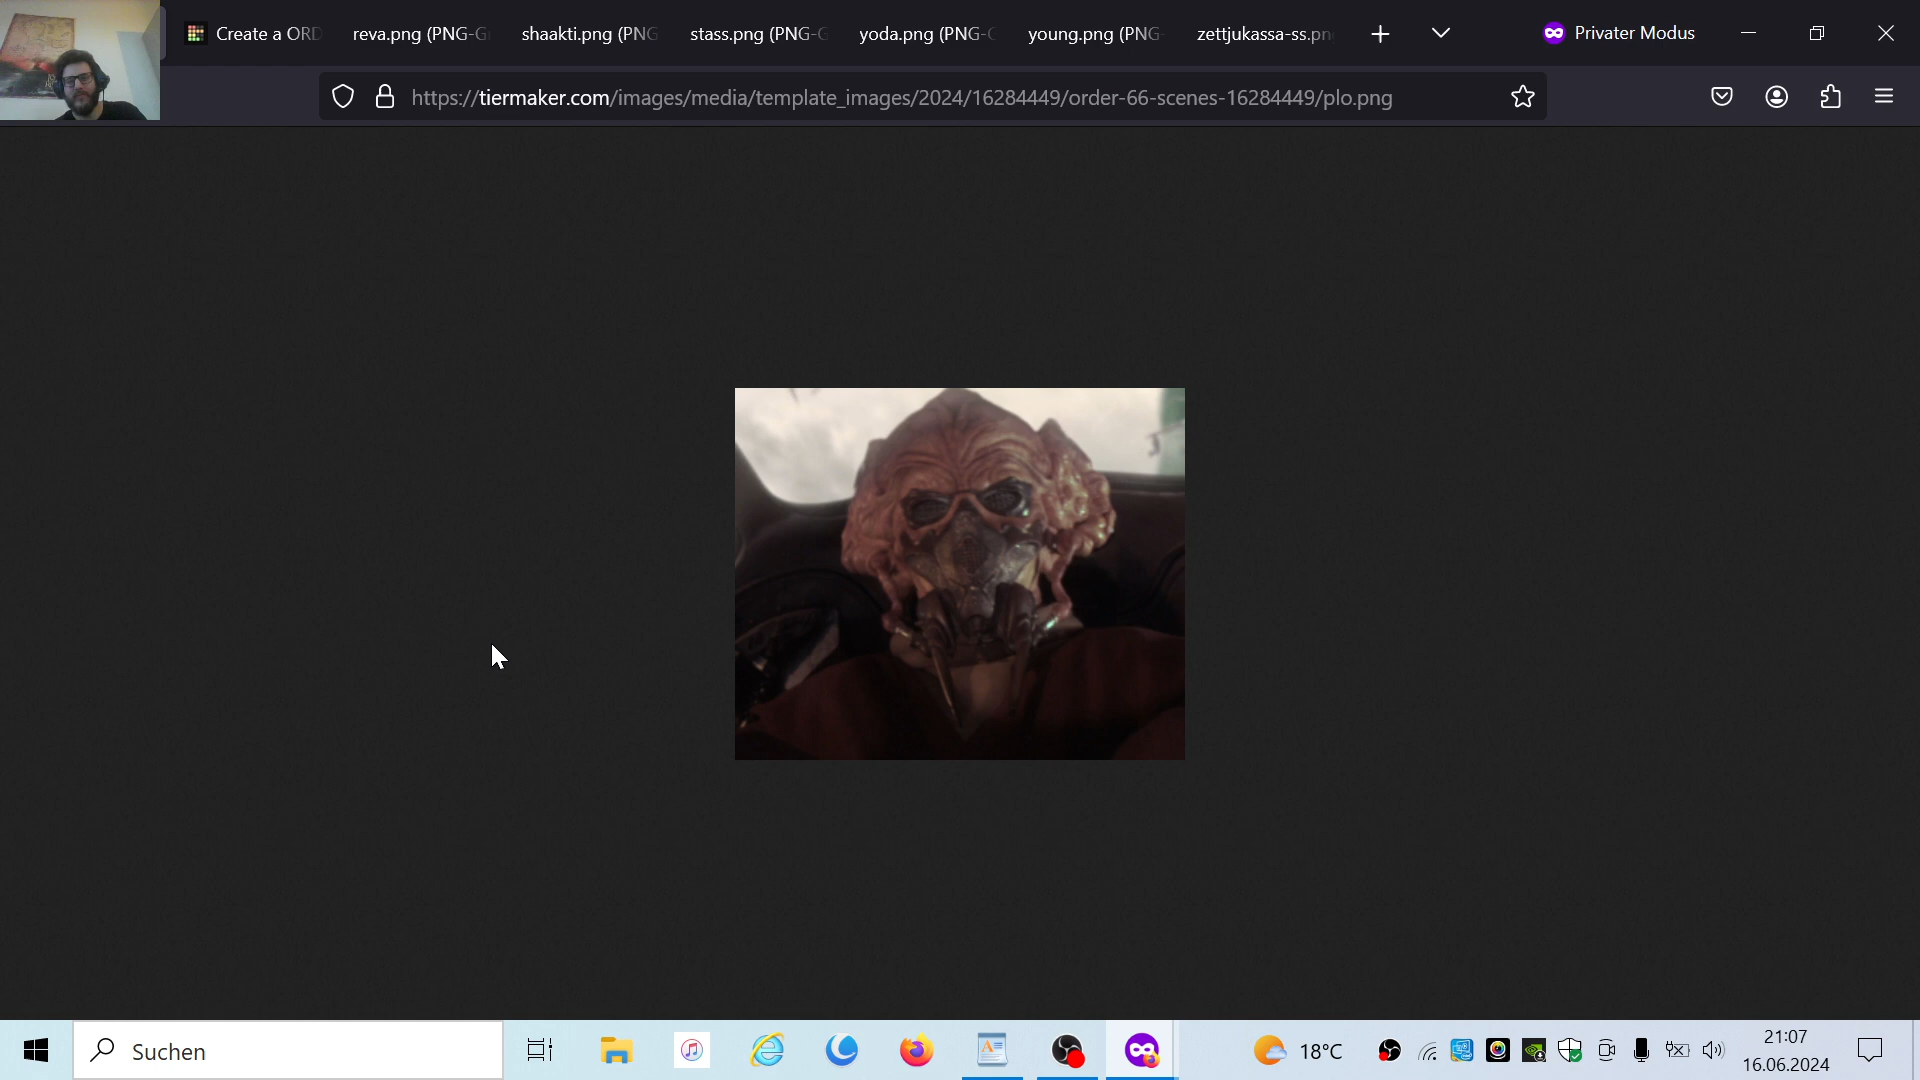 Create a ORD
reva.png (PNG-G
shaakti.png (PNG
stass.png (PNG-G
yoda.png (PNG-G
young.png (PNG-
zettjukassa-ss.pn
Privater Modus
https://tiermaker.com/images/media/template_images/2024/16284449/order-66-scenes-16284449/plo.png
Suchen
18°C
21:07
16.06.2024